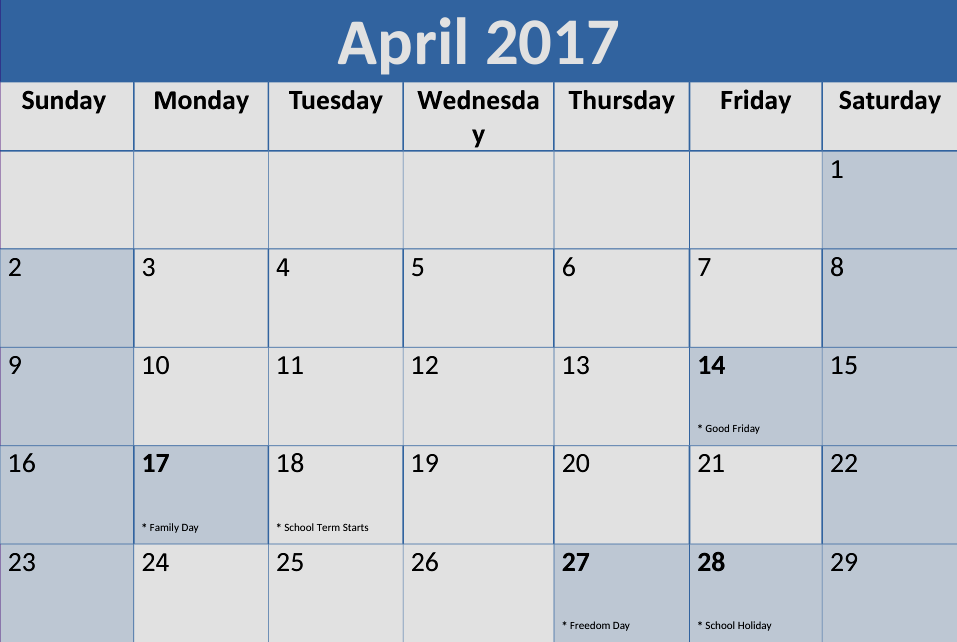 April 2017
Sunday Monday Tuesday Wednesda Thursday Friday Saturday
y
1
2 3 4 5 6 7 8
9 10 11 12 13 14 15
* Good Friday
16 17 18 19 20 21 22
* Family Day * School Term Starts
23 24 25 26 27 28 29
* Freedom Day * School Holiday